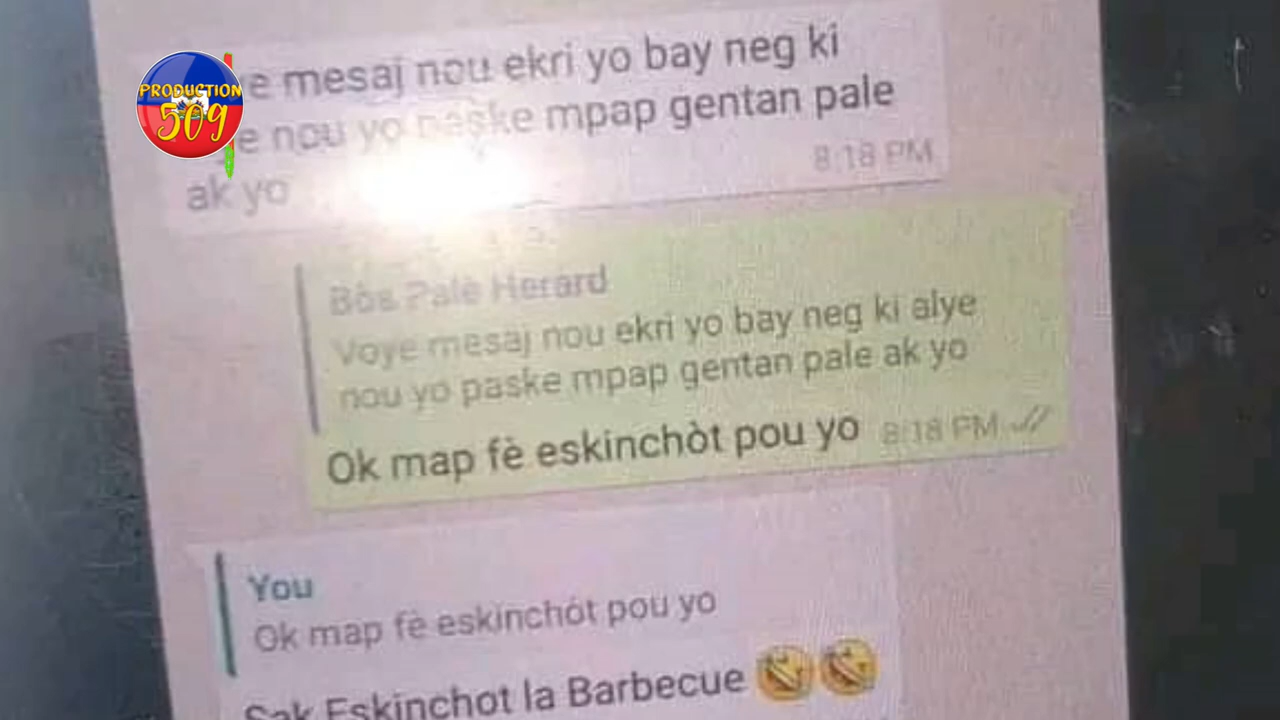 PRODUCTION
509
e mesaj nou ekri yo bay neg ki
e nou yo paske mpap gentan pale
ak yo
8:18 PM
Bòs Pale Herard
Voye mesaj nou ekri yo bay neg ki alye
nou yo paske mpap gentan pale ak yo
Ok map fè eskinchòt pou yo 8:18 PM
You
Ok map fè eskinchòt pou yo
Sak Eskinchot la Barbecue 🤣🤣